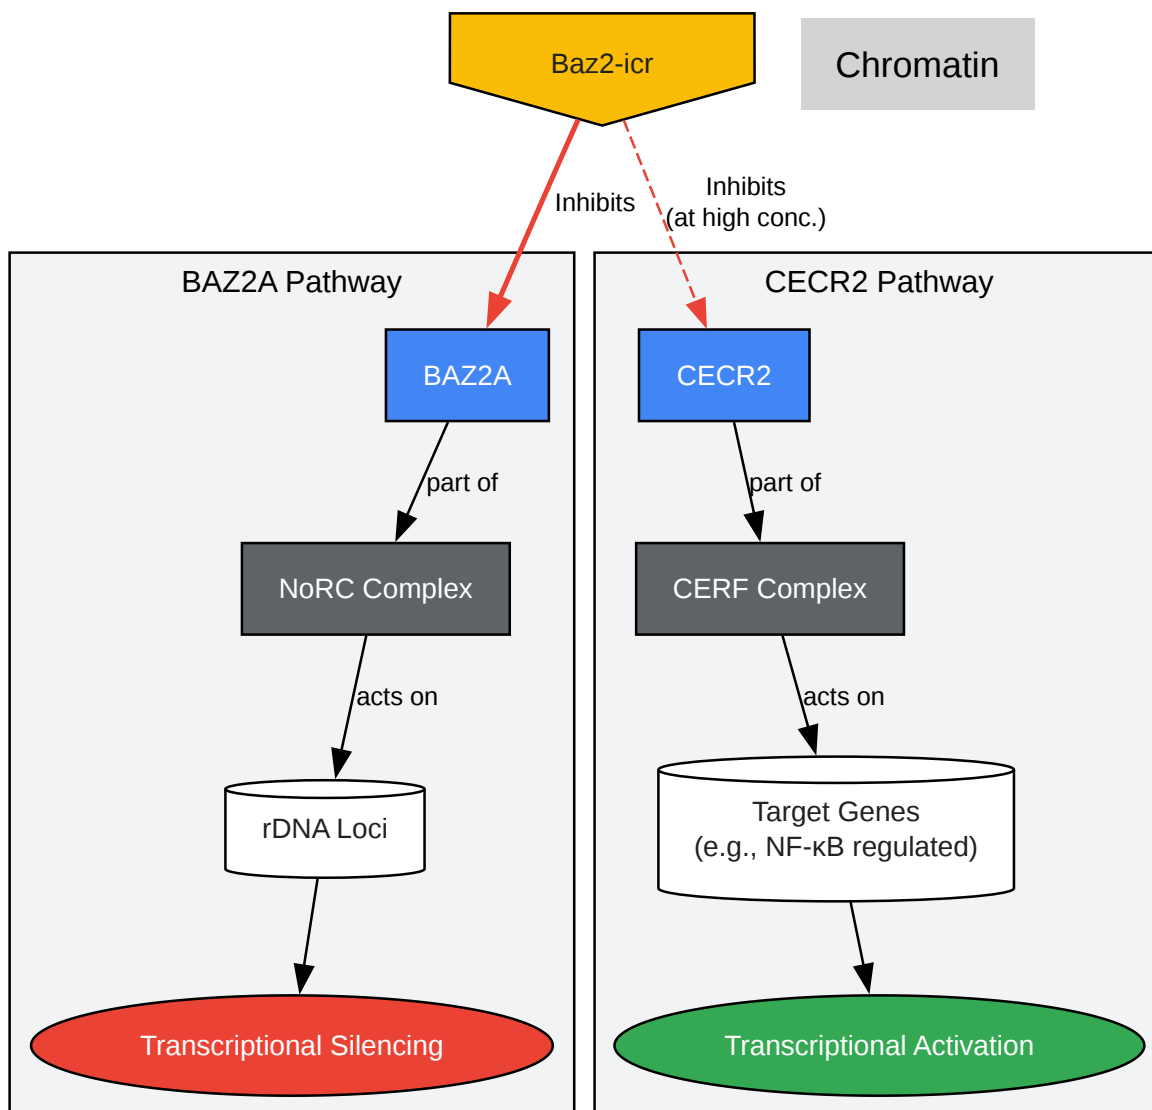 Baz2-icr
Chromatin
Inhibits
Inhibits
(at high conc.)
BAZ2A Pathway
CECR2 Pathway
BAZ2A
CECR2
part of
part of
NoRC Complex
CERF Complex
acts on
acts on
rDNA Loci
Target Genes
(e.g., NF-κB regulated)
Transcriptional Silencing
Transcriptional Activation